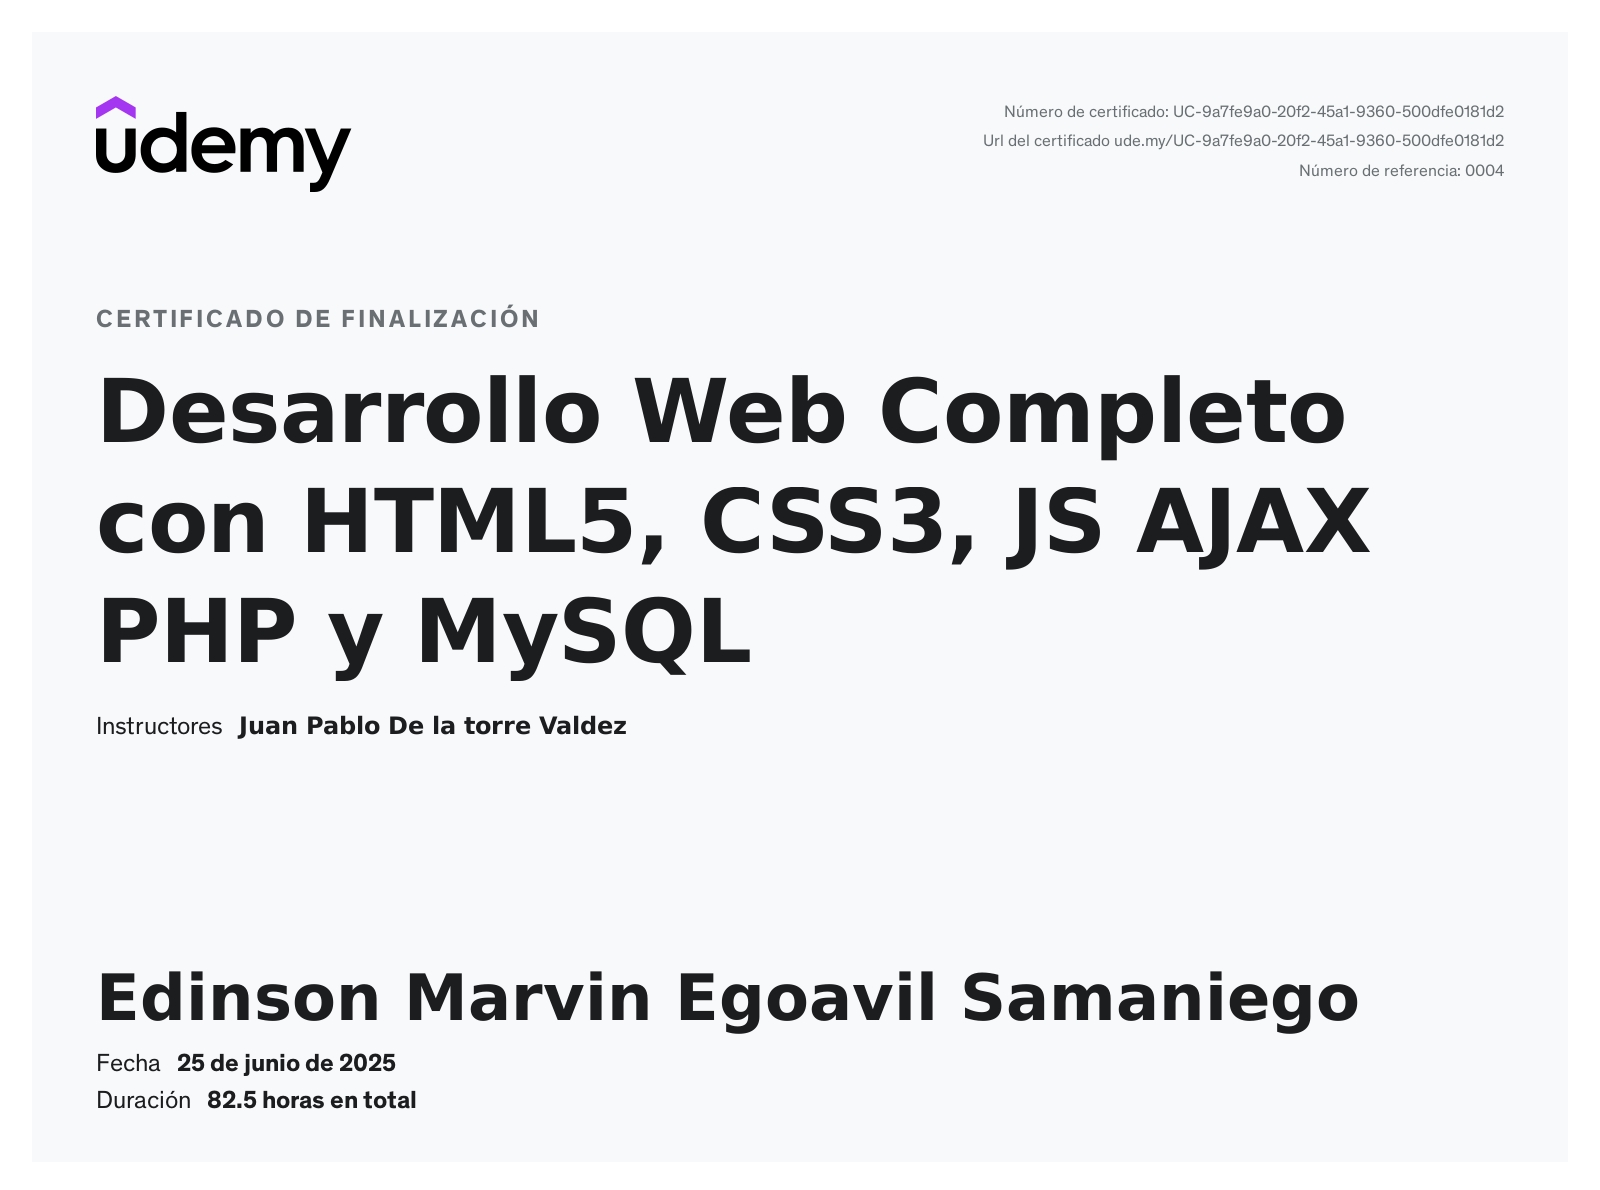 udemy
Número de certificado: UC-9a7fe9a0-20f2-45a1-9360-500dfe0181d2
Url del certificado ude.my/UC-9a7fe9a0-20f2-45a1-9360-500dfe0181d2
Número de referencia: 0004
CERTIFICADO DE FINALIZACIÓN
Desarrollo Web Completo
con HTML5, CSS3, JS AJAX
PHP y MySQL
Instructores Juan Pablo De la torre Valdez
Edinson Marvin Egoavil Samaniego
Fecha 25 de junio de 2025
Duración 82.5 horas en total